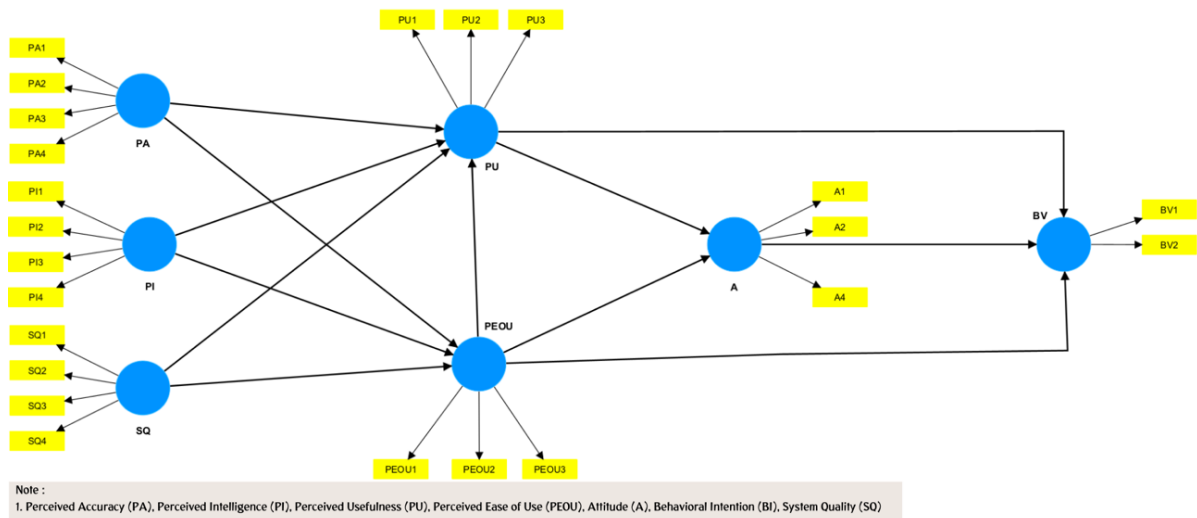 PU1
PU2
PU3
PA1
PA2
PA3
PA4
PA
PU
PI1
PI2
PI3
PI4
PI
A1
A2
A4
A
BV
BV1
BV2
SQ1
SQ2
SQ3
SQ4
SQ
PEOU
PEOU1
PEOU2
PEOU3
Note :
1. Perceived Accuracy (PA), Perceived Intelligence (PI), Perceived Usefulness (PU), Perceived Ease of Use (PEOU), Attitude (A), Behavioral Intention (BI), System Quality (SQ)